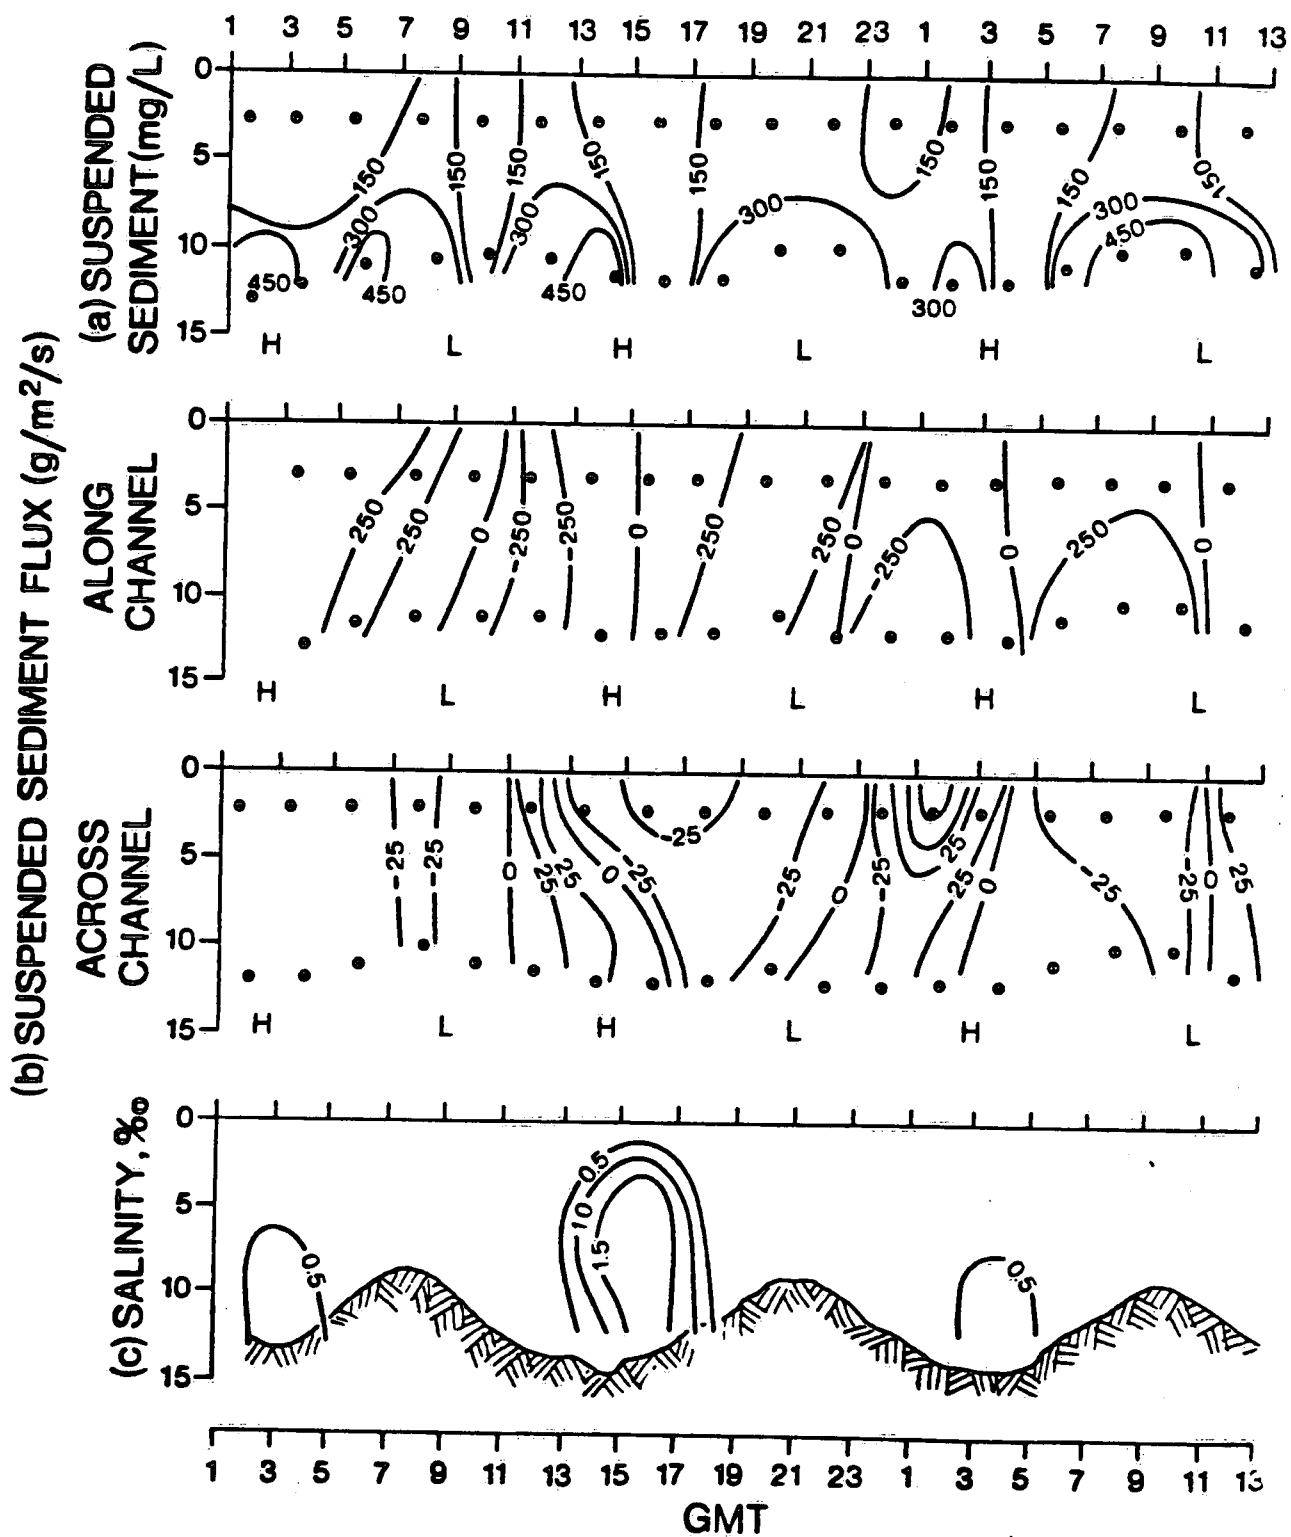 1 3 5 7 9 11 13 15 17 19 21 23 1 3 5 7 9 11 13
(a) SUSPENDED
SEDIMENT (mg/L)
0
5
10
15
150 150 150 150 150 150 150 150 150
300 300 300 300 300
450 450 450 450
H L H L H L
(b) SUSPENDED SEDIMENT FLUX (g/m²/s)
ALONG
CHANNEL
0
5
10
15
250 250 0 -250 -250 0 250 250 0 -250 0 250 0
H L H L H L
ACROSS
CHANNEL
0
5
10
15
-25 -25 0 25 25 0 -25 -25 -25 0 -25 25 25 0 -25 -25 0 25
H L H L H L
(c) SALINITY, ‰
0
5
10
15
0.5 0.5 10 1.5 0.5
1 3 5 7 9 11 13 15 17 19 21 23 1 3 5 7 9 11 13
GMT